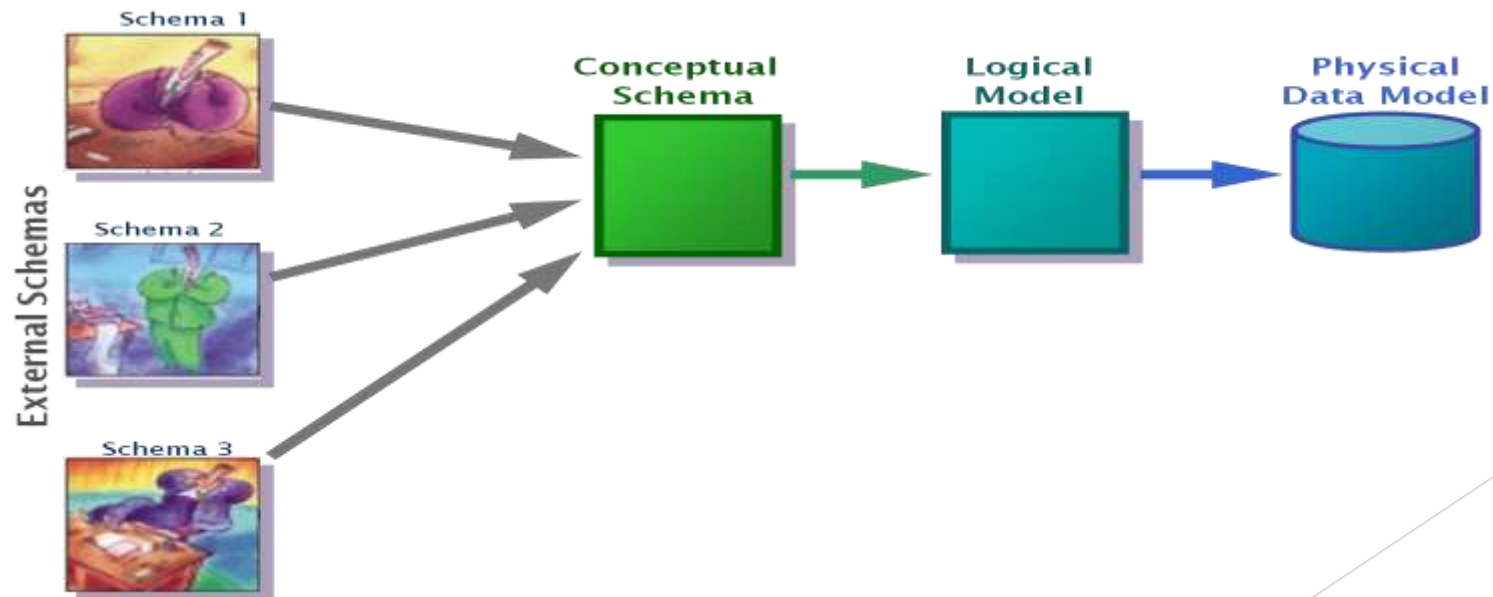 Schema 1
Conceptual
Schema
Logical
Model
Physical
Data Model
External Schemas
Schema 2
Schema 3